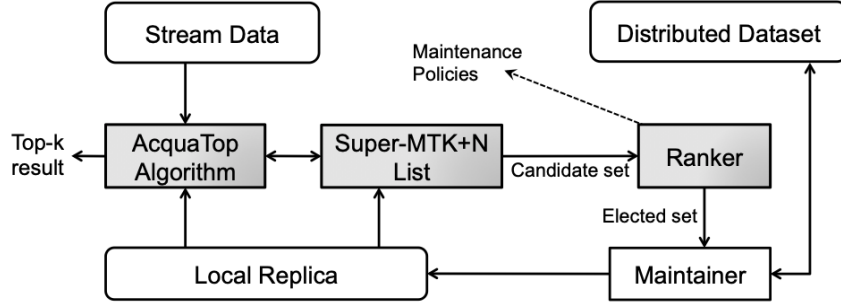 Stream Data
Distributed Dataset
Maintenance
Policies
Top-k
result
AcquaTop
Algorithm
Super-MTK+N
List
Candidate set
Ranker
Elected set
Local Replica
Maintainer